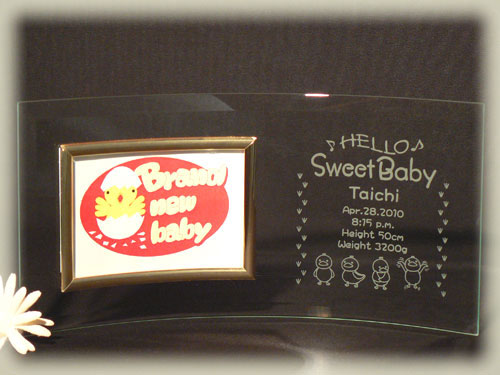 Brand
new
baby
♪HELLO♪
Sweet Baby
Taichi
Apr.28.2010
8:15 p.m.
Height 50cm
Weight 3200g